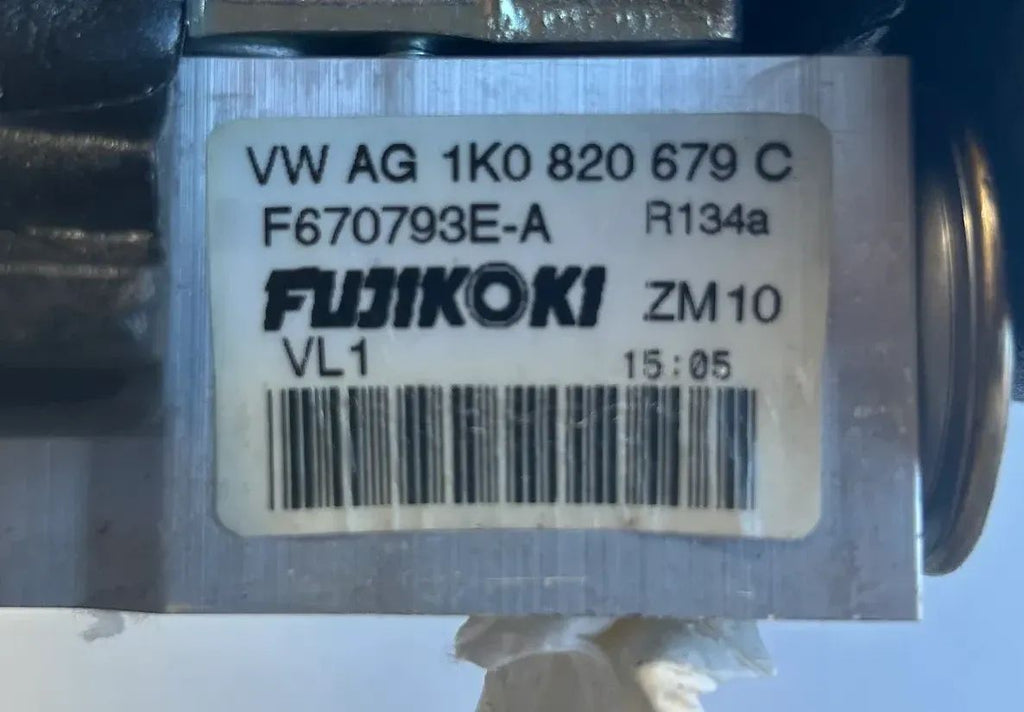 VW AG 1K0 820 679 C
F670793E-A R134a
FUJIKOKI ZM10
VL1 15:05